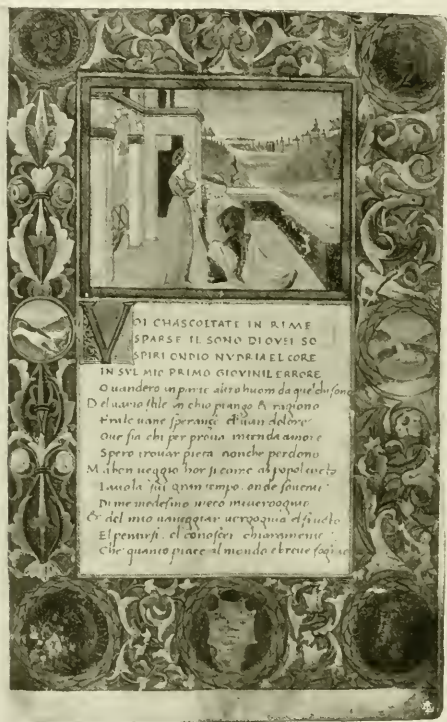 VOI CHASCOLTATE IN RIME
SPARSE IL SONO DI QVEI SO
SPIRI ONDIO NVDRIA EL CORE
IN SVL MIO PRIMO GIOVINIL ERRORE
Quandero in parte altro huom da quel chi sono
Del uario stile in chio piango & ragiono
Fra le uane speranze el uan dolore
Oue sia chi per proua intenda amore
Spero trouar pieta nonche perdono
Ma ben ueggio hor si come al popol tucto
Fauola fui gran tempo onde souente
Di me medesmo meco mi uergogno
Et del mio uaneggiar uergogna el fructo
El pentirsi el conoscer chiaramente
Che quanto piace al mondo e breue sogno